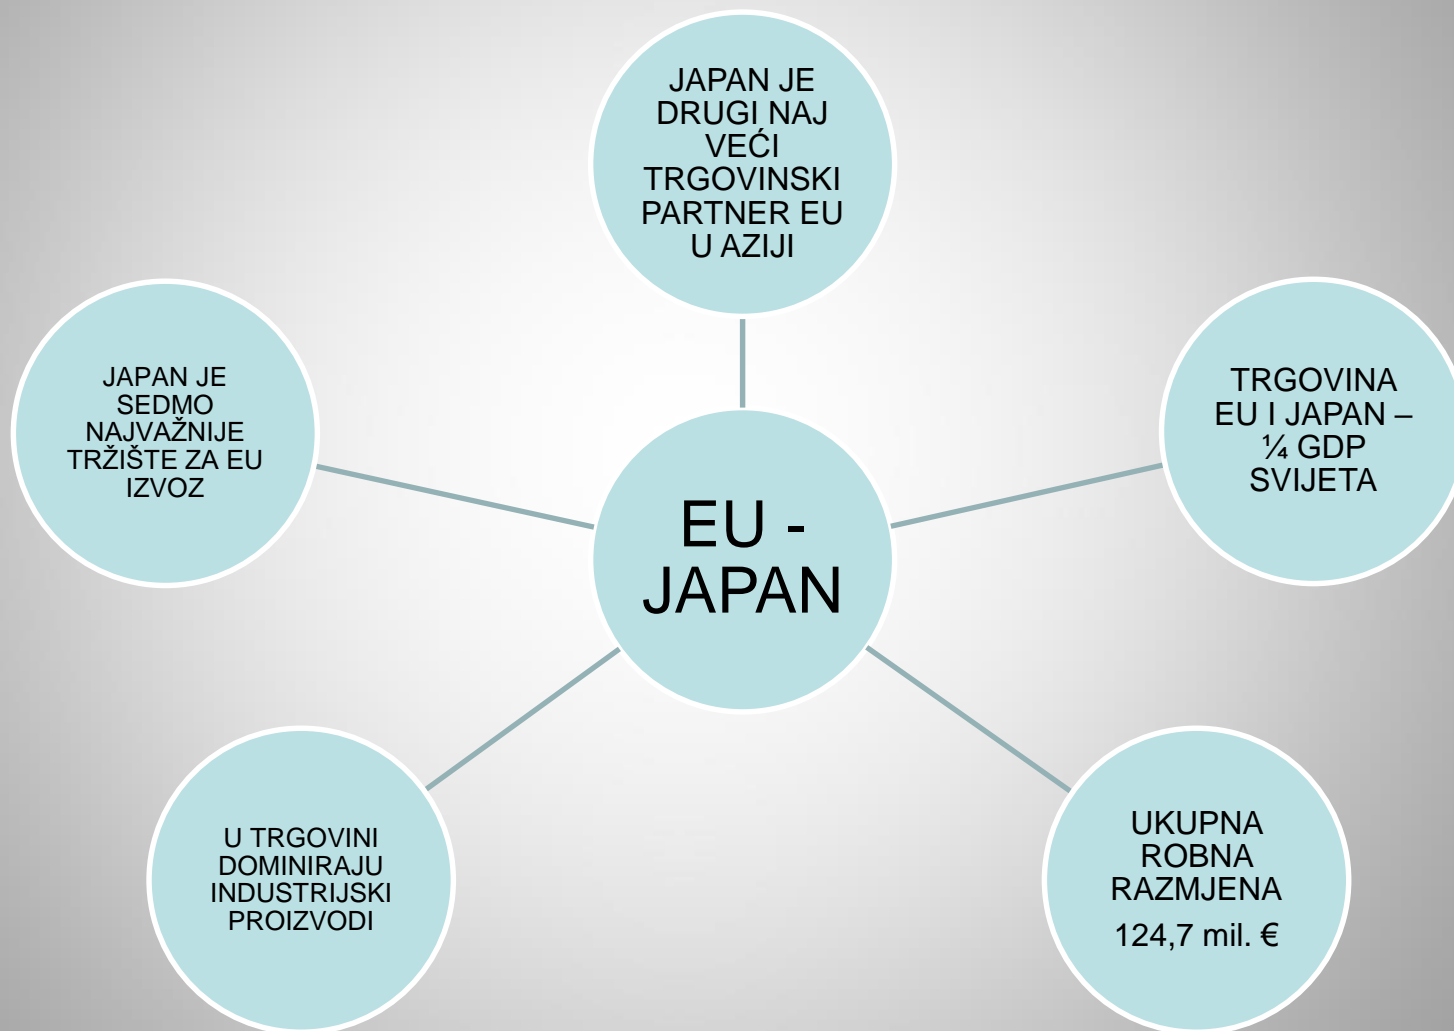 JAPAN JE
DRUGI NAJ
VEĆI
TRGOVINSKI
PARTNER EU
U AZIJI
JAPAN JE
SEDMO
NAJVAŽNIJE
TRŽIŠTE ZA EU
IZVOZ
TRGOVINA
EU I JAPAN –
¼ GDP
SVIJETA
EU -
JAPAN
U TRGOVINI
DOMINIRAJU
INDUSTRIJSKI
PROIZVODI
UKUPNA
ROBNA
RAZMJENA
124,7 mil. €